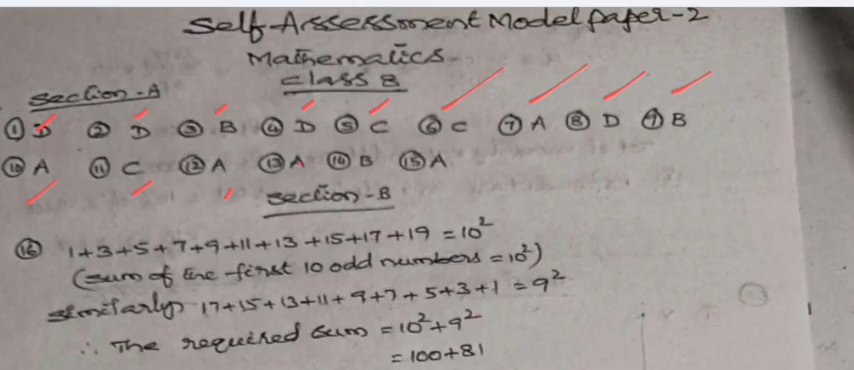 Self-Assessment Model paper-2
Mathematics
class 8
section-A
① D ② D ③ B ④ D ⑤ C ⑥ C ⑦ A ⑧ D ⑨ B
⑩ A ⑪ C ⑫ A ⑬ A ⑭ B ⑮ A
section-B
⑯ 1+3+5+7+9+11+13+15+17+19 = 10²
(sum of the first 10 odd numbers = 10²)
similarly 17+15+13+11+9+7+5+3+1 = 9²
∴ The required sum = 10²+9²
= 100+81